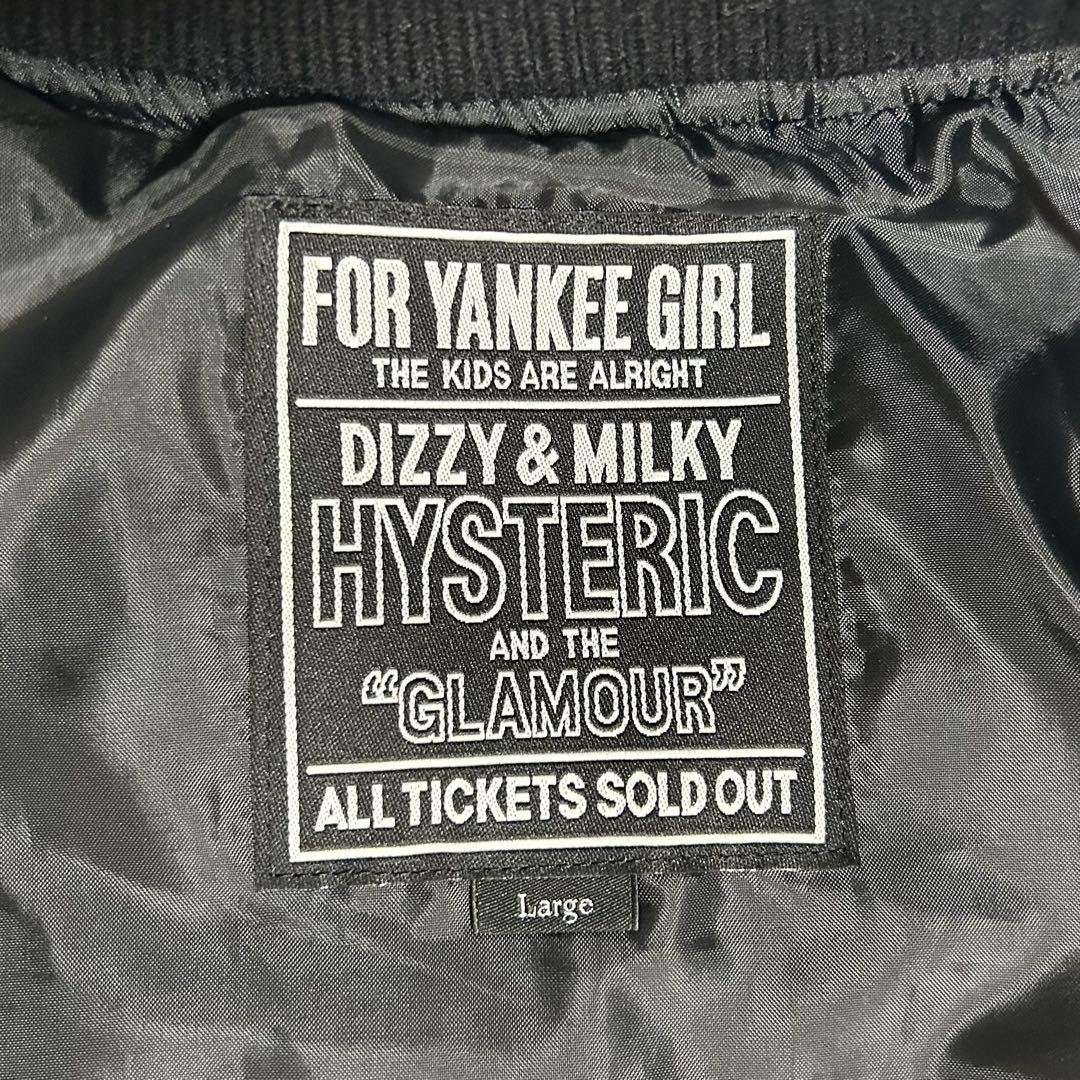 FOR YANKEE GIRL
THE KIDS ARE ALRIGHT
DIZZY & MILKY
HYSTERIC
AND THE
“GLAMOUR”
ALL TICKETS SOLD OUT
Large